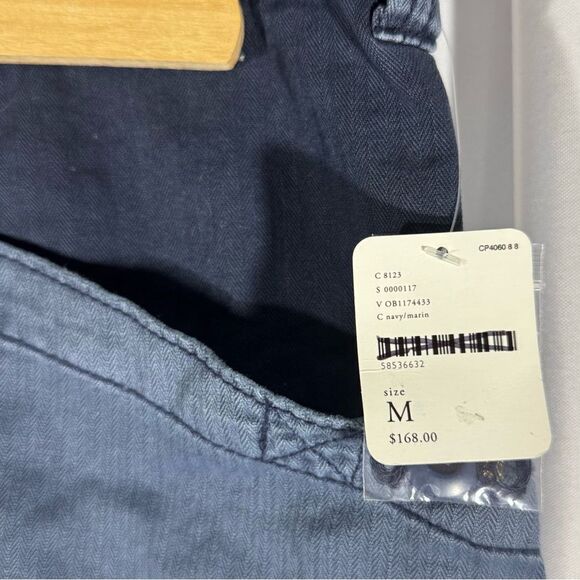 CP4060 8 8
C 8123
S 0000117
V OB1174433
C navy/marin
58536632
size
M
$168.00